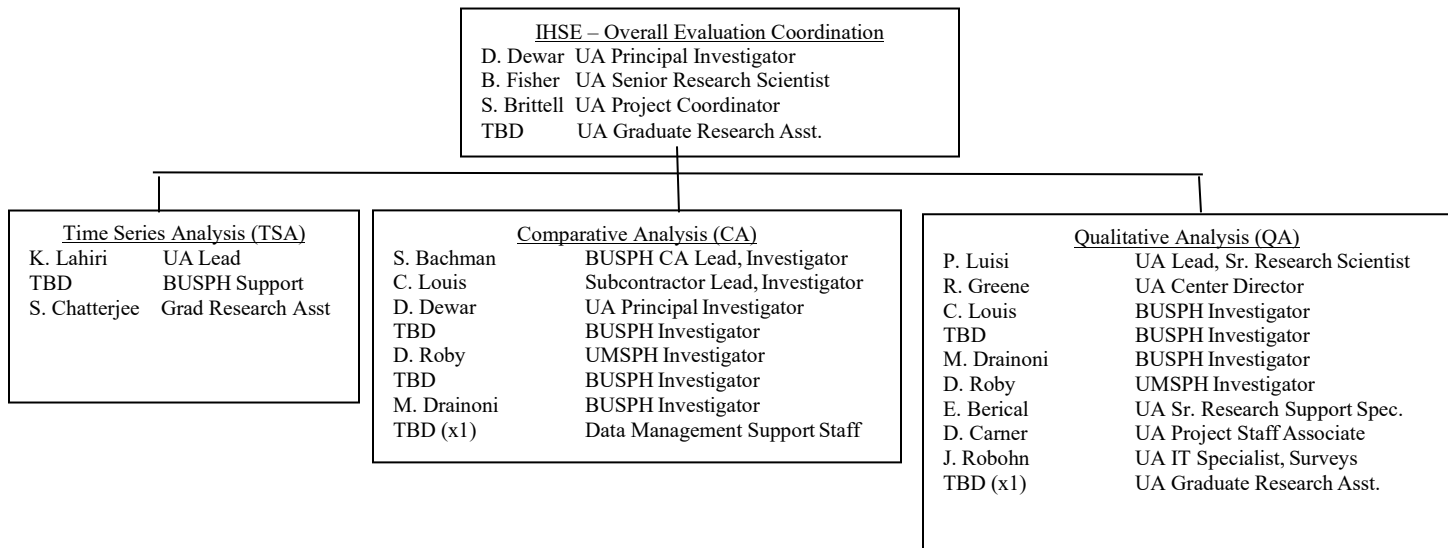 IHSE – Overall Evaluation Coordination
D. Dewar UA Principal Investigator
B. Fisher UA Senior Research Scientist
S. Brittell UA Project Coordinator
TBD UA Graduate Research Asst.
Time Series Analysis (TSA)
K. Lahiri UA Lead
TBD BUSPH Support
S. Chatterjee Grad Research Asst
Comparative Analysis (CA)
S. Bachman BUSPH CA Lead, Investigator
C. Louis Subcontractor Lead, Investigator
D. Dewar UA Principal Investigator
TBD BUSPH Investigator
D. Roby UMSPH Investigator
TBD BUSPH Investigator
M. Drainoni BUSPH Investigator
TBD (x1) Data Management Support Staff
Qualitative Analysis (QA)
P. Luisi UA Lead, Sr. Research Scientist
R. Greene UA Center Director
C. Louis BUSPH Investigator
TBD BUSPH Investigator
M. Drainoni BUSPH Investigator
D. Roby UMSPH Investigator
E. Berical UA Sr. Research Support Spec.
D. Carner UA Project Staff Associate
J. Robohn UA IT Specialist, Surveys
TBD (x1) UA Graduate Research Asst.